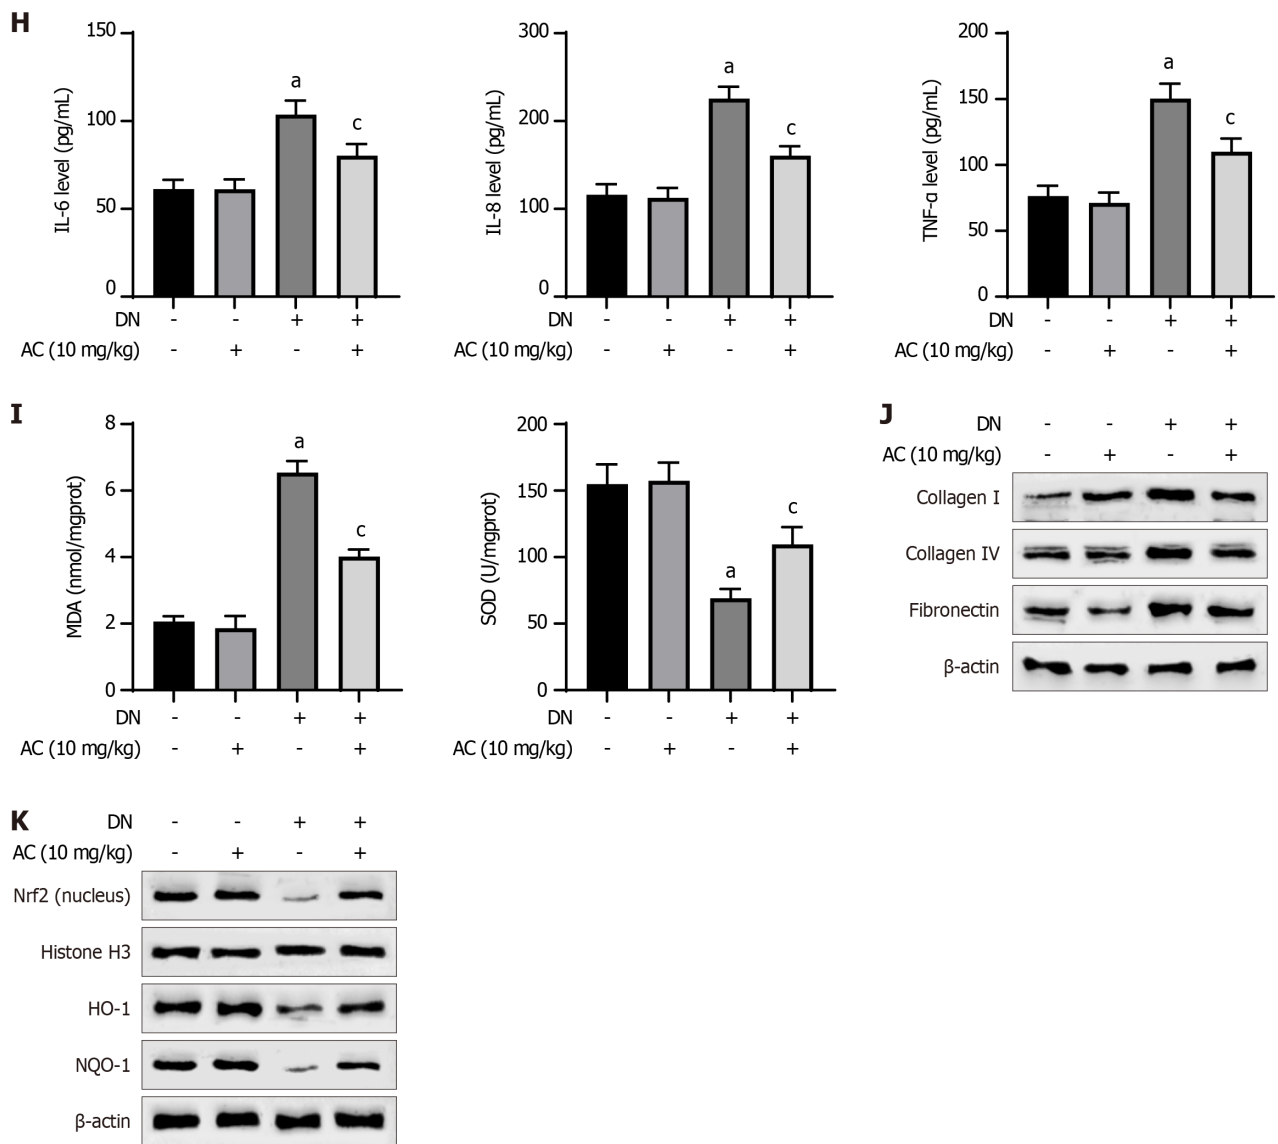 H
150
100
50
0
IL-6 level (pg/mL)
a
c
DN - - + +
AC (10 mg/kg) - + - +
300
200
100
0
IL-8 level (pg/mL)
a
c
DN - - + +
AC (10 mg/kg) - + - +
200
150
100
50
0
TNF-α level (pg/mL)
a
c
DN - - + +
AC (10 mg/kg) - + - +
I
8
6
4
2
0
MDA (nmol/mgprot)
a
c
DN - - + +
AC (10 mg/kg) - + - +
200
150
100
50
0
SOD (U/mgprot)
a
c
DN - - + +
AC (10 mg/kg) - + - +
J
DN - - + +
AC (10 mg/kg) - + - +
Collagen I
Collagen IV
Fibronectin
β-actin
K
DN - - + +
AC (10 mg/kg) - + - +
Nrf2 (nucleus)
Histone H3
HO-1
NQO-1
β-actin